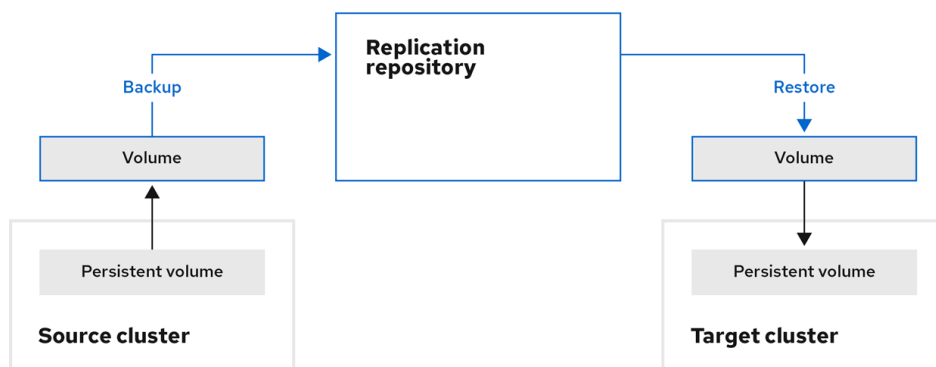 Replication
repository
Backup
Restore
Volume
Volume
Persistent volume
Persistent volume
Source cluster
Target cluster